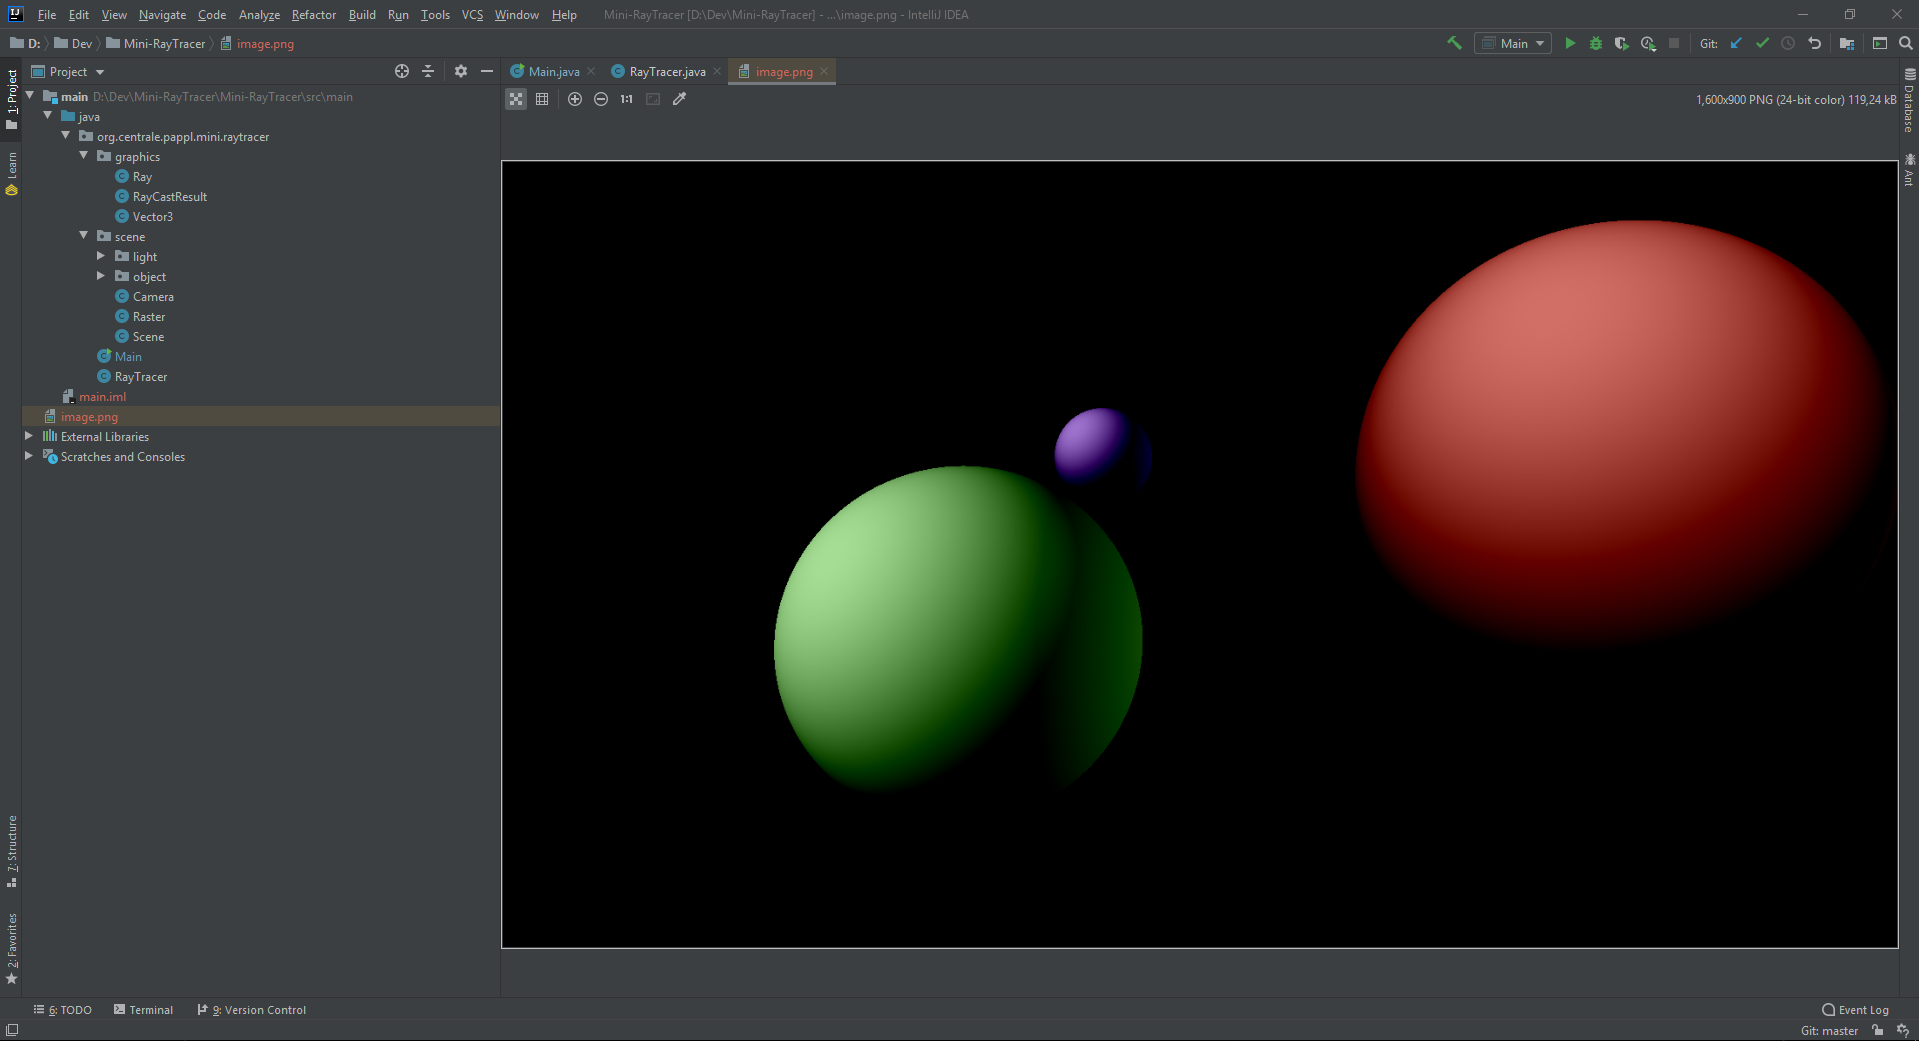 File Edit View Navigate Code Analyze Refactor Build Run Tools VCS Window Help Mini-RayTracer [D:\Dev\Mini-RayTracer] - ...\image.png - IntelliJ IDEA
D: Dev Mini-RayTracer image.png Main Git:
Project
Main.java RayTracer.java image.png
1:1 1,600x900 PNG (24-bit color) 119,24 kB
main D:\Dev\Mini-RayTracer\Mini-RayTracer\src\main
java
org.centrale.pappl.mini.raytracer
graphics
Ray
RayCastResult
Vector3
scene
light
object
Camera
Raster
Scene
Main
RayTracer
main.iml
image.png
External Libraries
Scratches and Consoles
1: Project
Learn
7: Structure
2: Favorites
Database
Ant
6: TODO Terminal 9: Version Control Event Log
Git: master